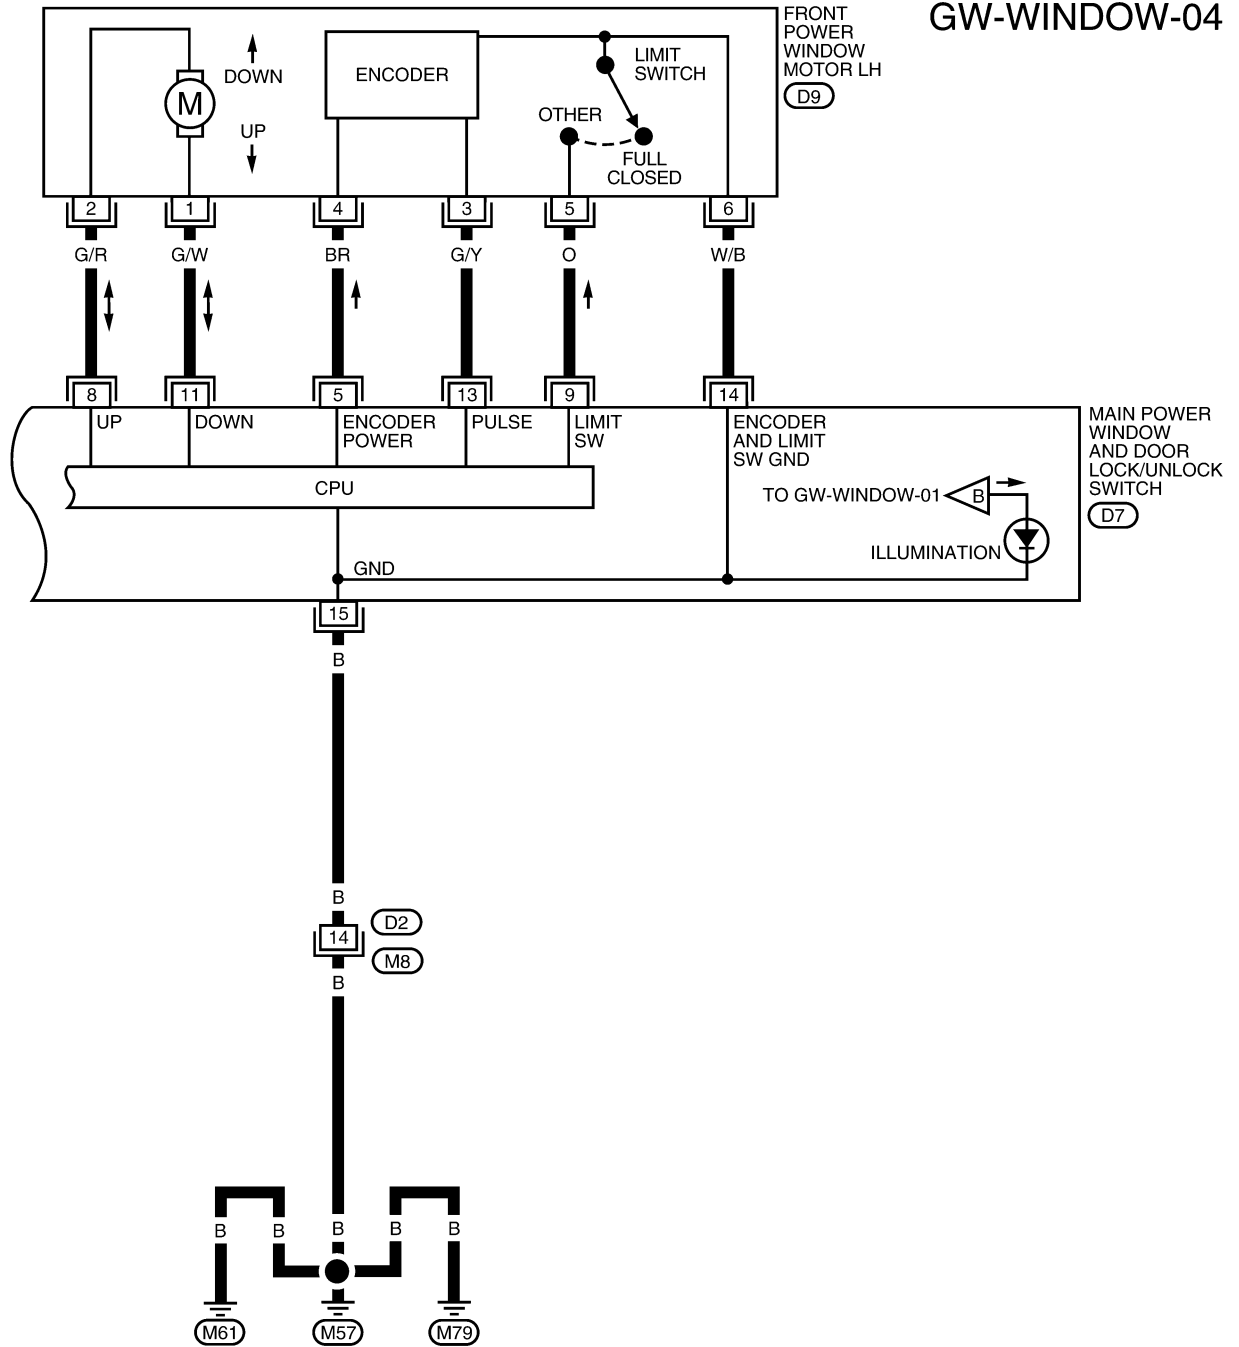 GW-WINDOW-04
FRONT
POWER
WINDOW
MOTOR LH
D9
M
DOWN
UP
ENCODER
LIMIT
SWITCH
OTHER
FULL
CLOSED
2 1 4 3 5 6
G/R G/W BR G/Y O W/B
8 11 5 13 9 14
UP
DOWN
ENCODER
POWER
PULSE
LIMIT
SW
ENCODER
AND LIMIT
SW GND
MAIN POWER
WINDOW
AND DOOR
LOCK/UNLOCK
SWITCH
D7
CPU
TO GW-WINDOW-01
B
ILLUMINATION
GND
15
B
B
D2
14
M8
B
B B B B B
M61 M57 M79